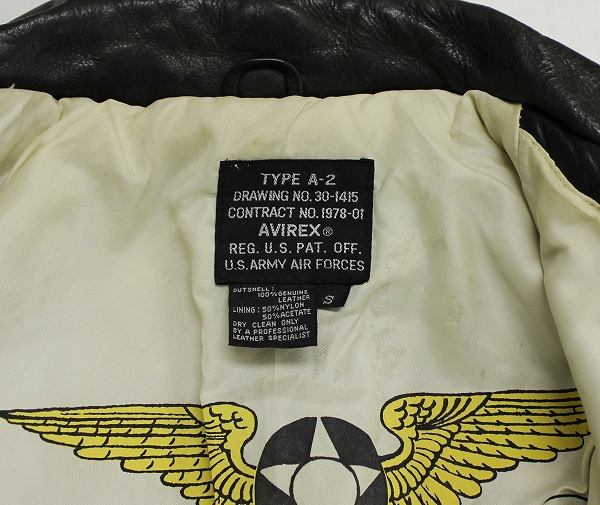 TYPE A-2
DRAWING NO. 30-1415
CONTRACT NO. 1978-01
AVIREX®
REG. U.S. PAT. OFF.
U.S. ARMY AIR FORCES
OUTSHELL:
100% GENUINE
LEATHER
LINING: 50% NYLON
50% ACETATE
DRY CLEAN ONLY
BY A PROFESSIONAL
LEATHER SPECIALIST
S